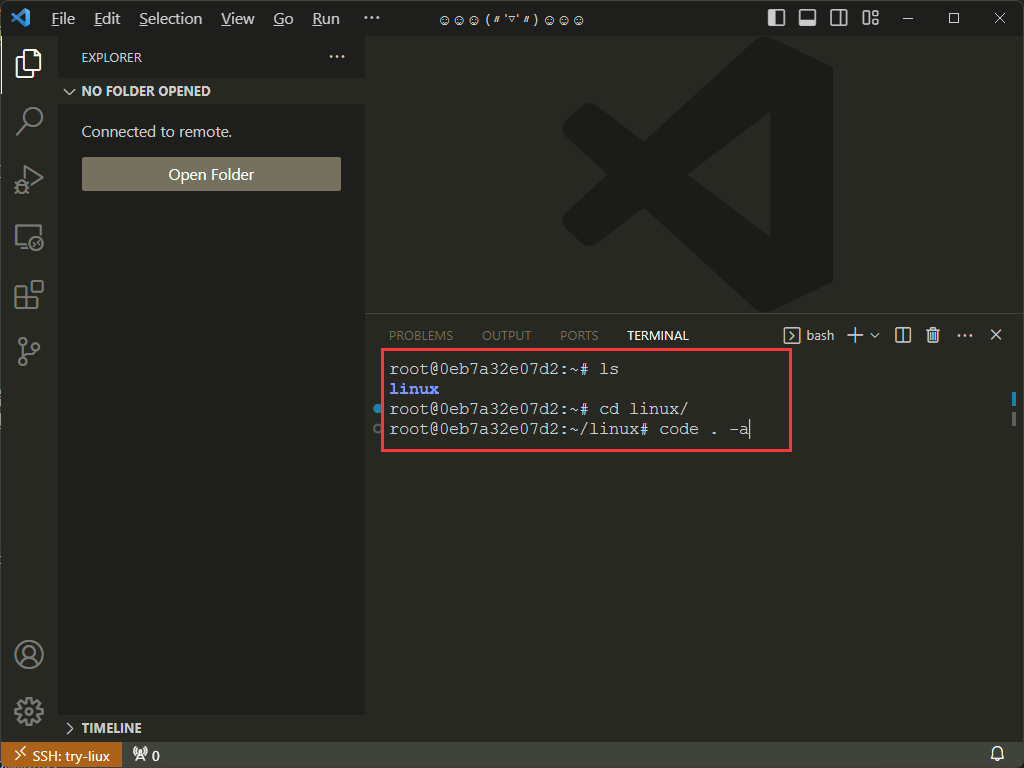 File Edit Selection View Go Run ··· ☺☺☺(〃'▽'〃)☺☺☺
EXPLORER ···
NO FOLDER OPENED
Connected to remote.
Open Folder
PROBLEMS OUTPUT PORTS TERMINAL bash
root@0eb7a32e07d2:~# ls
linux
root@0eb7a32e07d2:~# cd linux/
root@0eb7a32e07d2:~/linux# code . -a
TIMELINE
SSH: try-liux 0